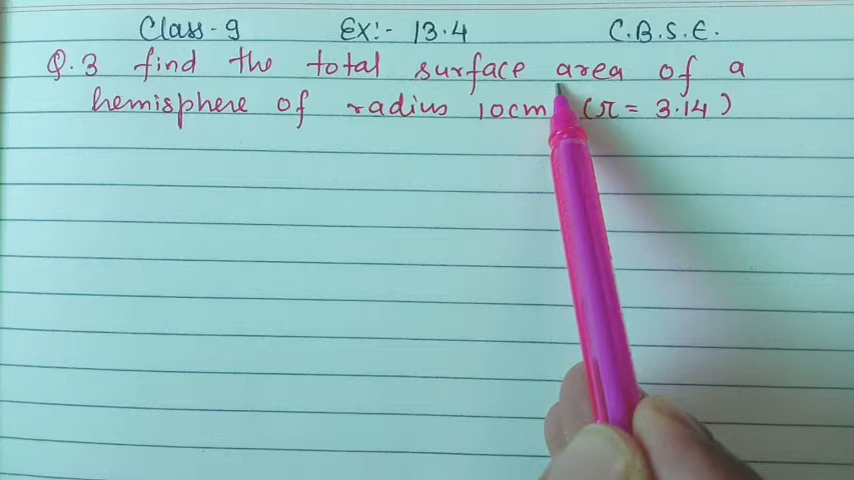 Class-9 Ex:- 13.4 C.B.S.E.
Q.3 find the total surface area of a
hemisphere of radius 10cm (π = 3.14)